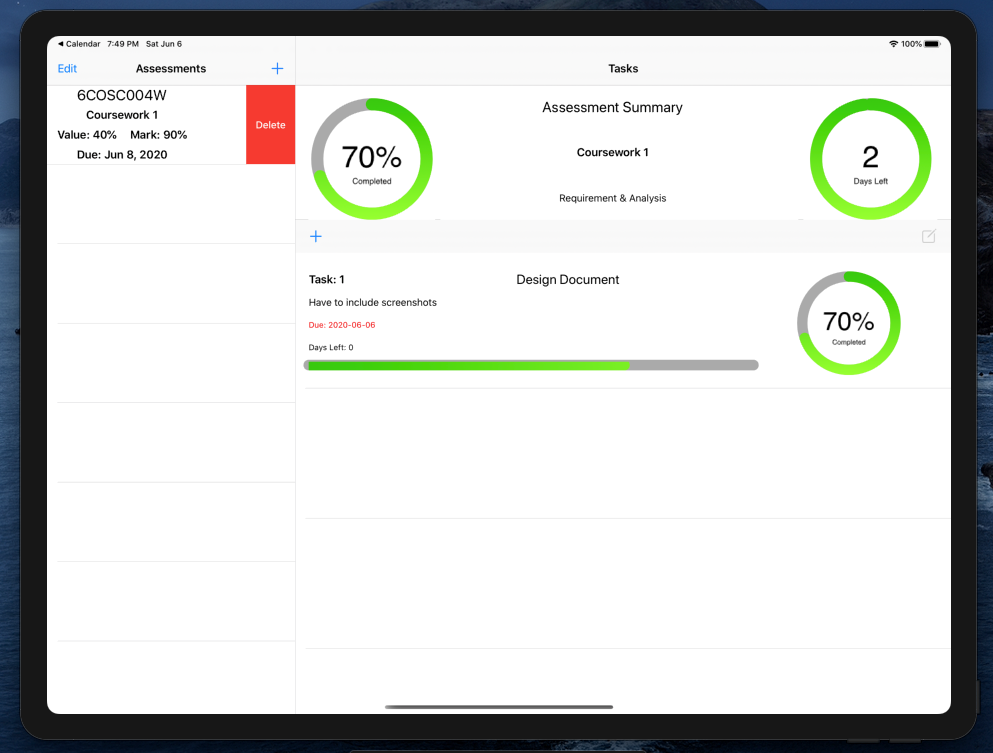 ◀ Calendar 7:49 PM Sat Jun 6
100%
Edit Assessments +
Tasks
6COSC004W
Coursework 1
Value: 40% Mark: 90%
Due: Jun 8, 2020
Delete
70%
Completed
Assessment Summary
Coursework 1
Requirement & Analysis
2
Days Left
+
Task: 1
Design Document
Have to include screenshots
Due: 2020-06-06
Days Left: 0
70%
Completed